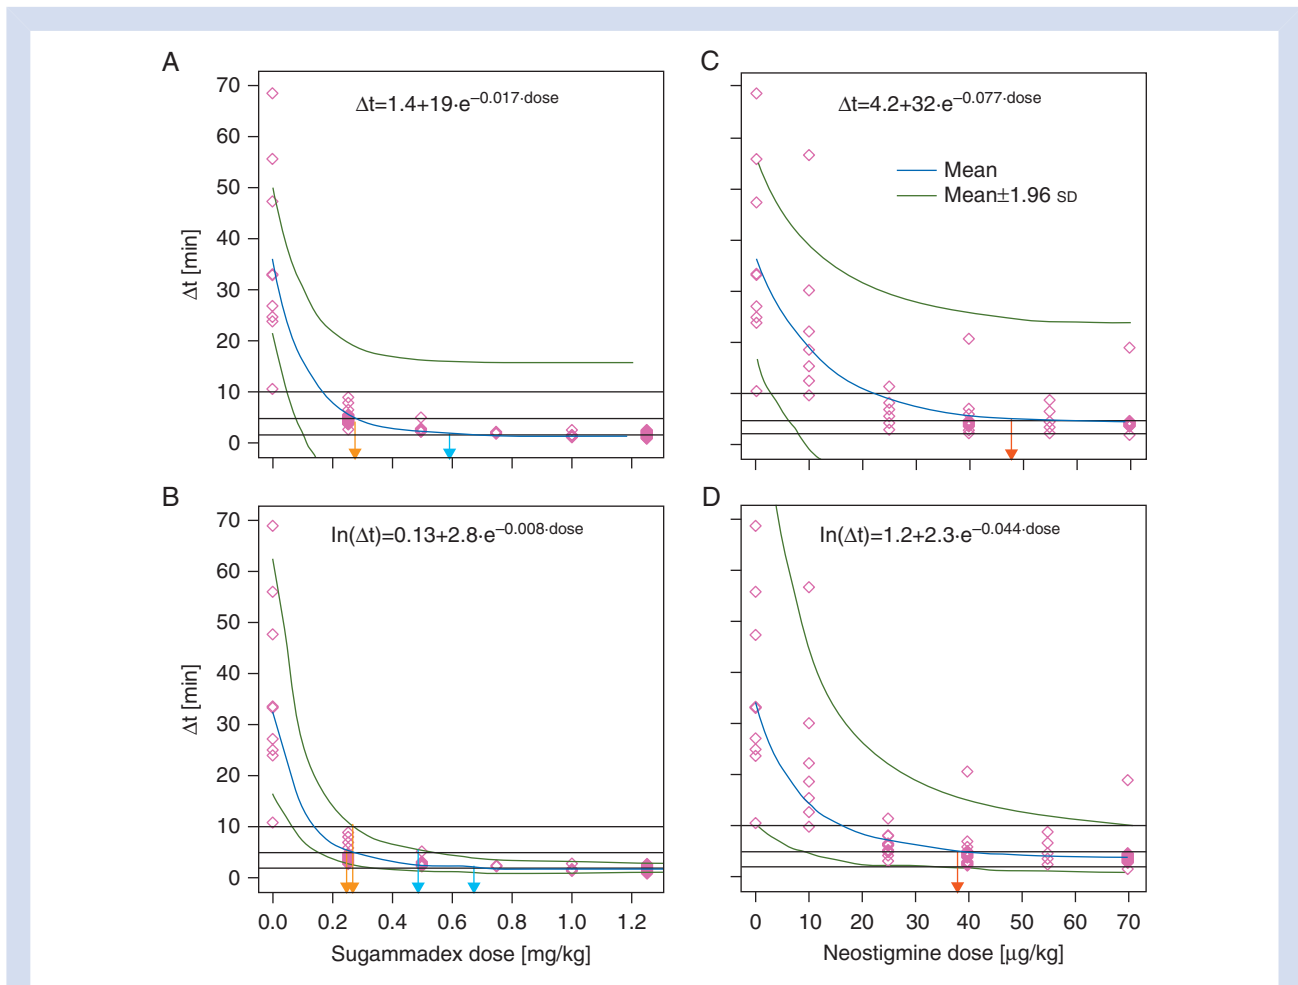 A
Δt=1.4+19·e–0.017·dose
Δt [min]
70
60
50
40
30
20
10
0
C
Δt=4.2+32·e–0.077·dose
Mean
Mean±1.96 SD
B
ln(Δt)=0.13+2.8·e–0.008·dose
Δt [min]
70
60
50
40
30
20
10
0
0.0 0.2 0.4 0.6 0.8 1.0 1.2
Sugammadex dose [mg/kg]
D
ln(Δt)=1.2+2.3·e–0.044·dose
0 10 20 30 40 50 60 70
Neostigmine dose [μg/kg]